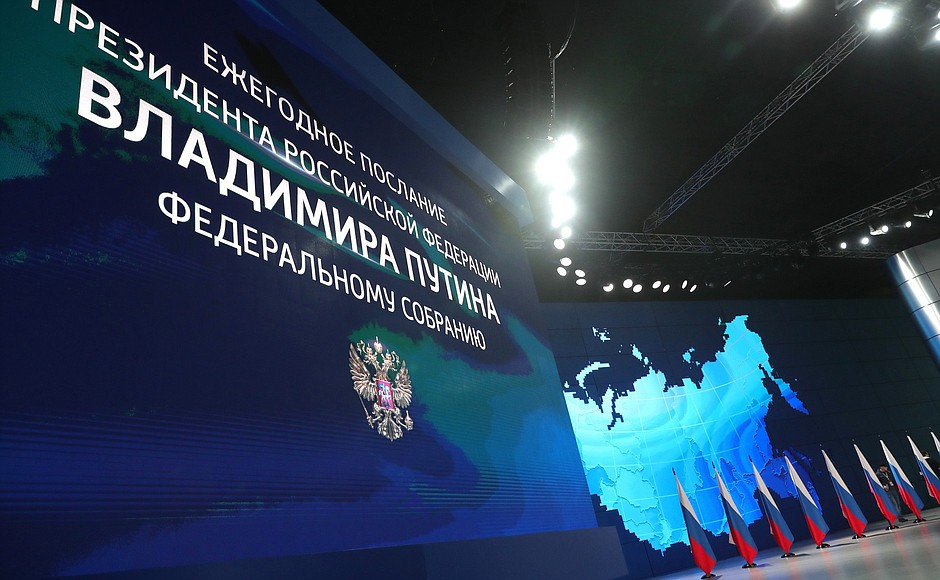 ЕЖЕГОДНОЕ ПОСЛАНИЕ
ПРЕЗИДЕНТА РОССИЙСКОЙ ФЕДЕРАЦИИ
ВЛАДИМИРА ПУТИНА
ФЕДЕРАЛЬНОМУ СОБРАНИЮ